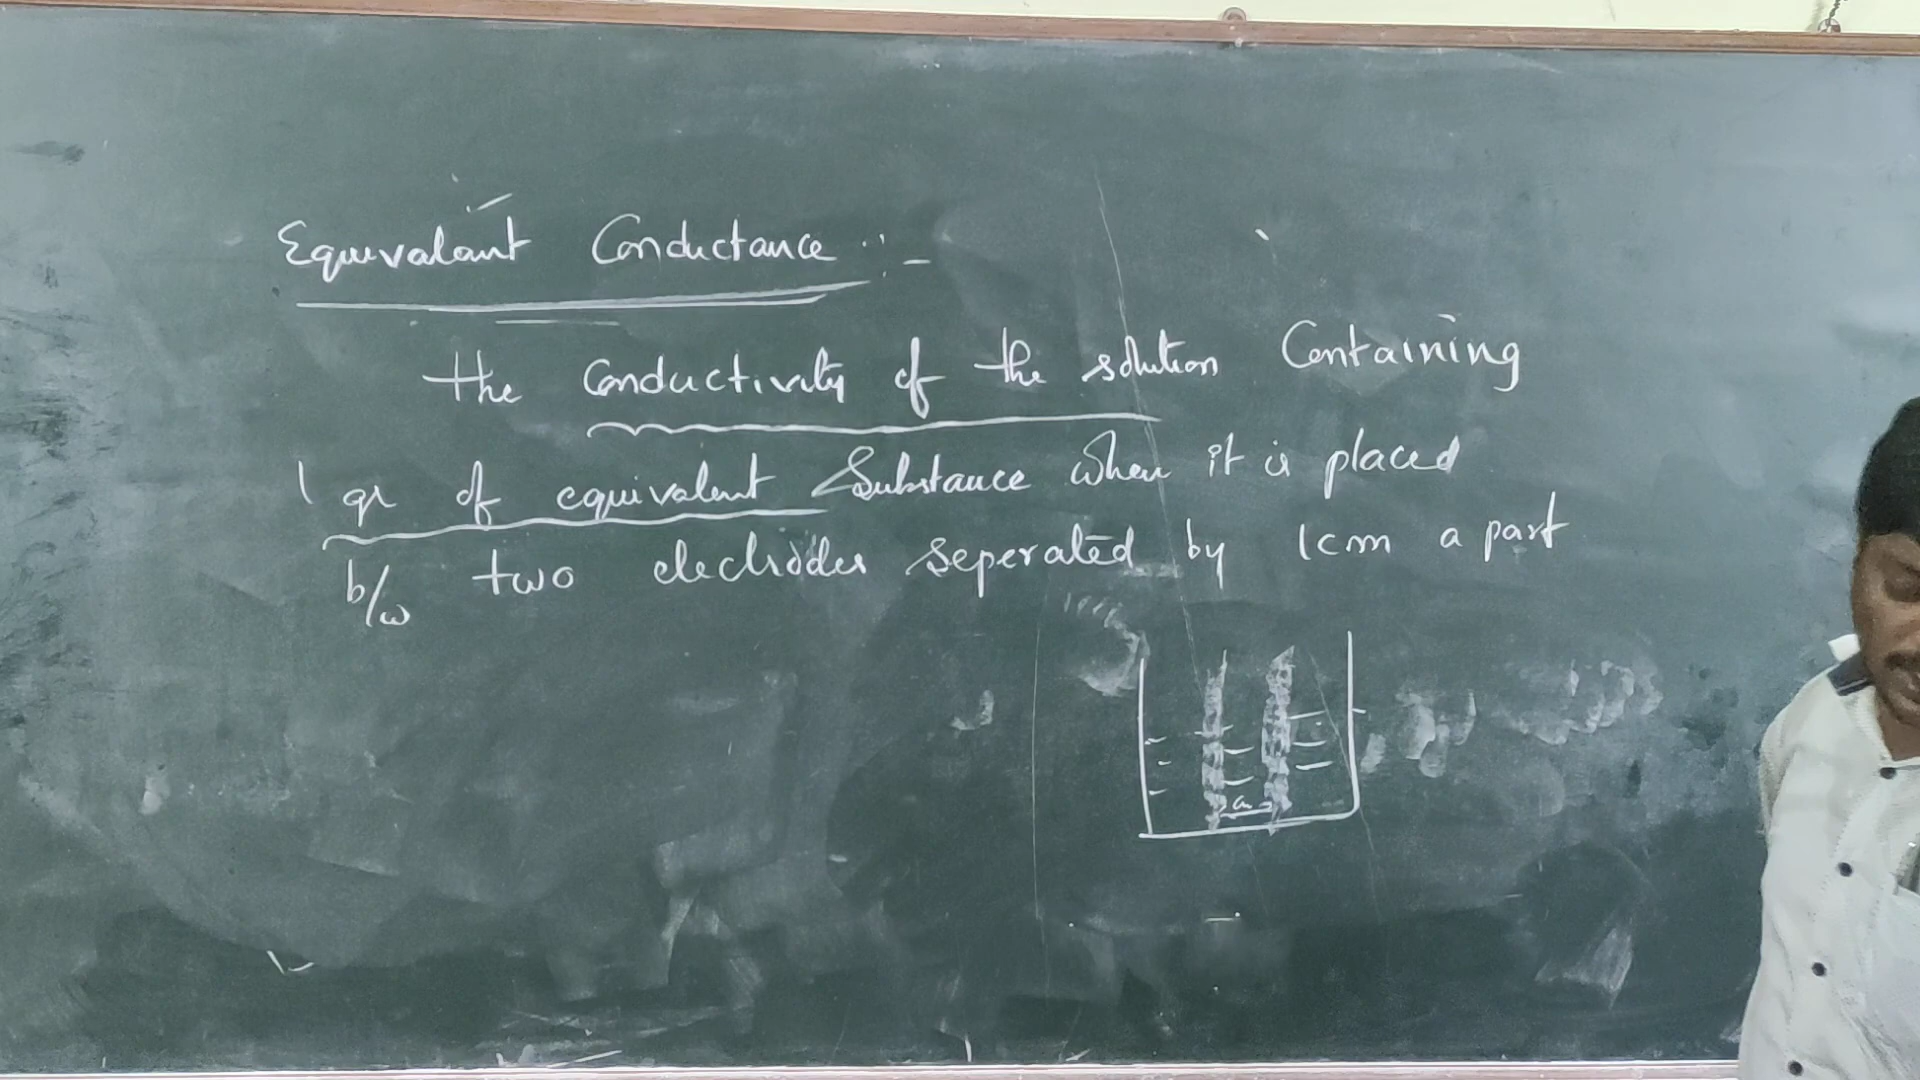 Equivalant Conductance :-
the Conductivity of the solution Containing
1 gr of equivalent Substance when it is placed
b/w two electrodes seperated by 1cm a part